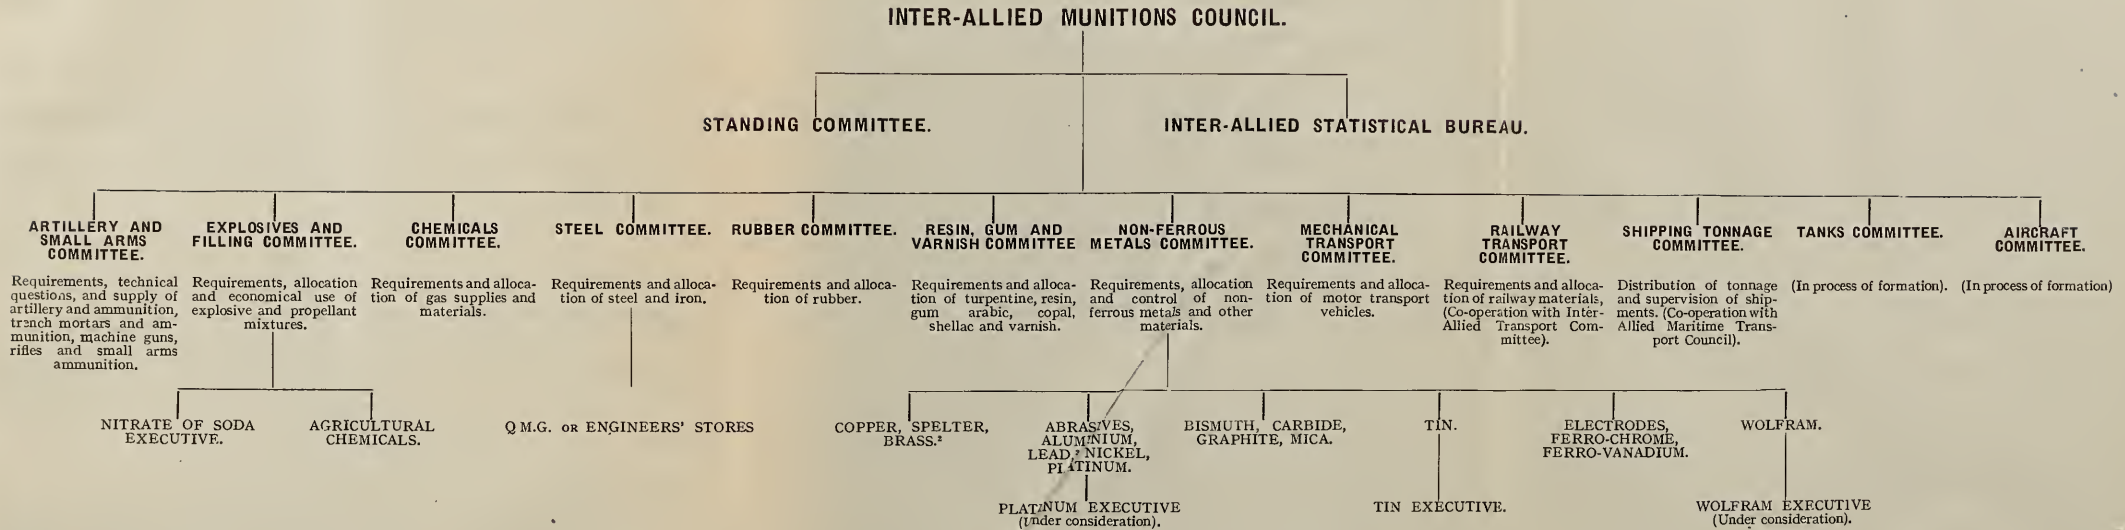 INTER-ALLIED MUNITIONS COUNCIL.
STANDING COMMITTEE.
INTER-ALLIED STATISTICAL BUREAU.
ARTILLERY AND
SMALL ARMS
COMMITTEE.
Requirements, technical
questions, and supply of
artillery and ammunition,
trench mortars and am-
munition, machine guns,
rifles and small arms
ammunition.
EXPLOSIVES AND
FILLING COMMITTEE.
Requirements, allocation
and economical use of
explosive and propellant
mixtures.
NITRATE OF SODA
EXECUTIVE.
AGRICULTURAL
CHEMICALS.
CHEMICALS
COMMITTEE.
Requirements and alloca-
tion of gas supplies and
materials.
STEEL COMMITTEE.
Requirements and alloca-
tion of steel and iron.
Q M.G. OR ENGINEERS' STORES
RUBBER COMMITTEE.
Requirements and alloca-
tion of rubber.
RESIN, GUM AND
VARNISH COMMITTEE
Requirements and alloca-
tion of turpentine, resin,
gum arabic, copal,
shellac and varnish.
NON-FERROUS
METALS COMMITTEE.
Requirements, allocation
and control of non-
ferrous metals and other
materials.
COPPER, SPELTER,
BRASS.²
ABRASIVES,
ALUMINIUM,
LEAD,² NICKEL,
PLATINUM.
PLATINUM EXECUTIVE
(Under consideration).
BISMUTH, CARBIDE,
GRAPHITE, MICA.
TIN.
TIN EXECUTIVE.
ELECTRODES,
FERRO-CHROME,
FERRO-VANADIUM.
WOLFRAM.
WOLFRAM EXECUTIVE
(Under consideration).
MECHANICAL
TRANSPORT
COMMITTEE.
Requirements and alloca-
tion of motor transport
vehicles.
RAILWAY
TRANSPORT
COMMITTEE.
Requirements and alloca-
tion of railway materials,
(Co-operation with Inter-
Allied Transport Com-
mittee).
SHIPPING TONNAGE
COMMITTEE.
Distribution of tonnage
and supervision of ship-
ments. (Co-operation with
Allied Maritime Trans-
port Council).
TANKS COMMITTEE.
(In process of formation).
AIRCRAFT
COMMITTEE.
(In process of formation)